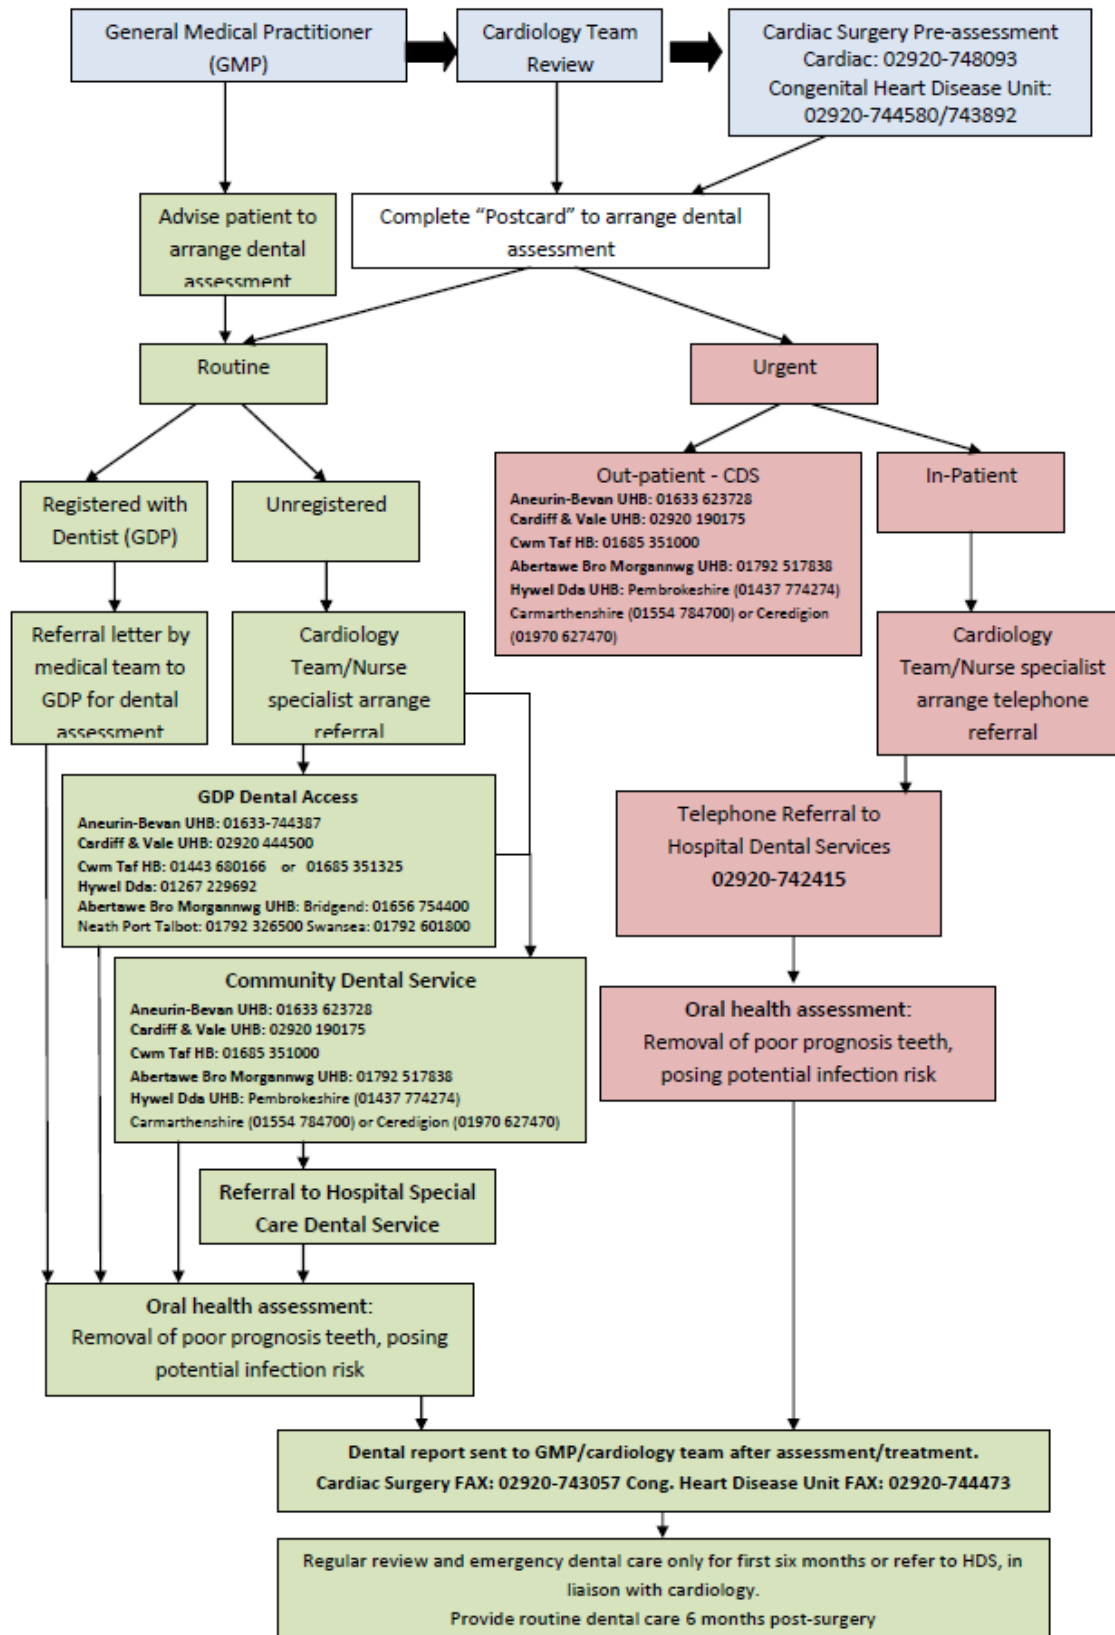 General Medical Practitioner
(GMP)
Cardiology Team
Review
Cardiac Surgery Pre-assessment
Cardiac: 02920-748093
Congenital Heart Disease Unit:
02920-744580/743892
Advise patient to
arrange dental
assessment
Complete “Postcard” to arrange dental
assessment
Routine
Urgent
Registered with
Dentist (GDP)
Unregistered
Out-patient - CDS
Aneurin-Bevan UHB: 01633 623728
Cardiff & Vale UHB: 02920 190175
Cwm Taf HB: 01685 351000
Abertawe Bro Morgannwg UHB: 01792 517838
Hywel Dda UHB: Pembrokeshire (01437 774274)
Carmarthenshire (01554 784700) or Ceredigion
(01970 627470)
In-Patient
Referral letter by
medical team to
GDP for dental
assessment
Cardiology
Team/Nurse
specialist arrange
referral
Cardiology
Team/Nurse specialist
arrange telephone
referral
GDP Dental Access
Aneurin-Bevan UHB: 01633-744387
Cardiff & Vale UHB: 02920 444500
Cwm Taf HB: 01443 680166 or 01685 351325
Hywel Dda: 01267 229692
Abertawe Bro Morgannwg UHB: Bridgend: 01656 754400
Neath Port Talbot: 01792 326500 Swansea: 01792 601800
Telephone Referral to
Hospital Dental Services
02920-742415
Community Dental Service
Aneurin-Bevan UHB: 01633 623728
Cardiff & Vale UHB: 02920 190175
Cwm Taf HB: 01685 351000
Abertawe Bro Morgannwg UHB: 01792 517838
Hywel Dda UHB: Pembrokeshire (01437 774274)
Carmarthenshire (01554 784700) or Ceredigion (01970 627470)
Oral health assessment:
Removal of poor prognosis teeth,
posing potential infection risk
Referral to Hospital Special
Care Dental Service
Oral health assessment:
Removal of poor prognosis teeth, posing
potential infection risk
Dental report sent to GMP/cardiology team after assessment/treatment.
Cardiac Surgery FAX: 02920-743057 Cong. Heart Disease Unit FAX: 02920-744473
Regular review and emergency dental care only for first six months or refer to HDS, in
liaison with cardiology.
Provide routine dental care 6 months post-surgery